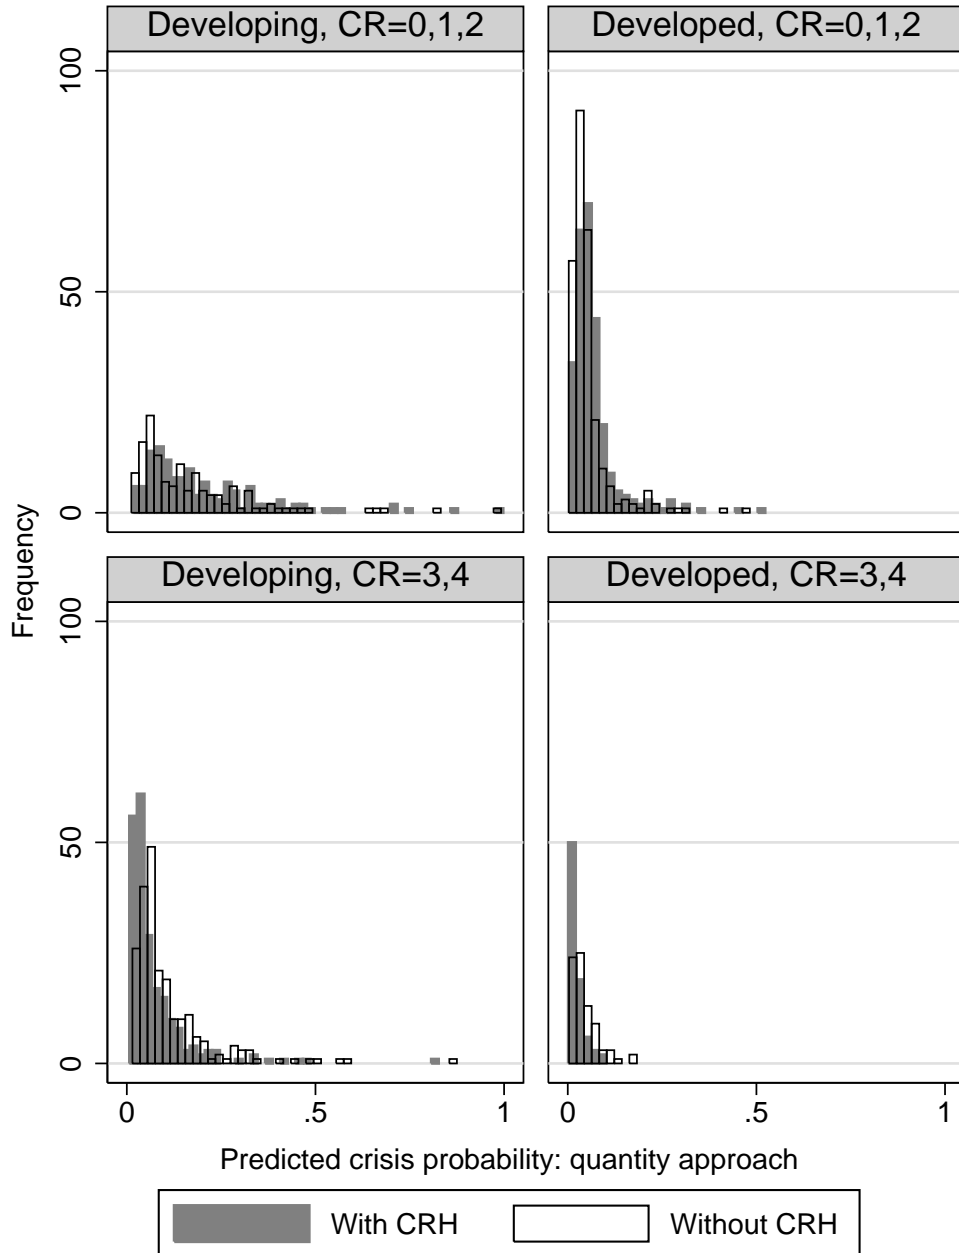 Developing, CR=0,1,2
Developed, CR=0,1,2
100
50
0
Developing, CR=3,4
Developed, CR=3,4
100
50
0
Frequency
0 .5 1
0 .5 1
Predicted crisis probability: quantity approach
With CRH
Without CRH